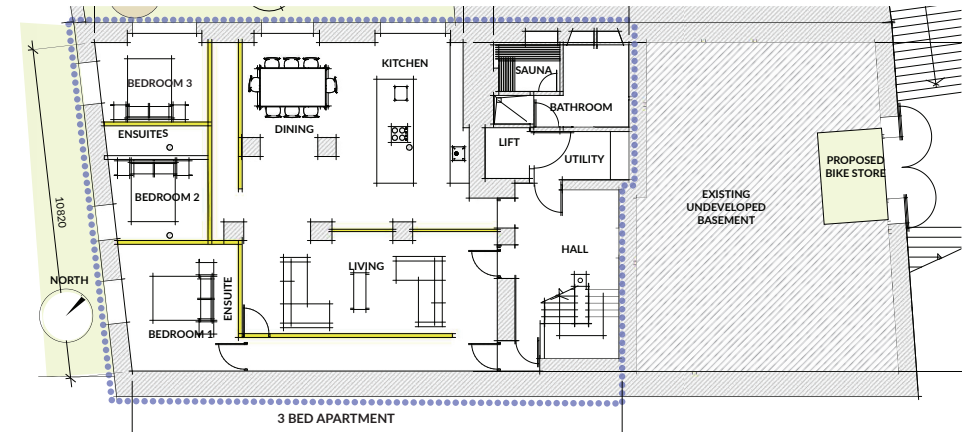 KITCHEN
SAUNA
BEDROOM 3
BATHROOM
DINING
ENSUITES
LIFT
UTILITY
PROPOSED
BIKE STORE
BEDROOM 2
EXISTING
UNDEVELOPED
BASEMENT
10820
HALL
LIVING
NORTH
ENSUITE
BEDROOM 1
3 BED APARTMENT